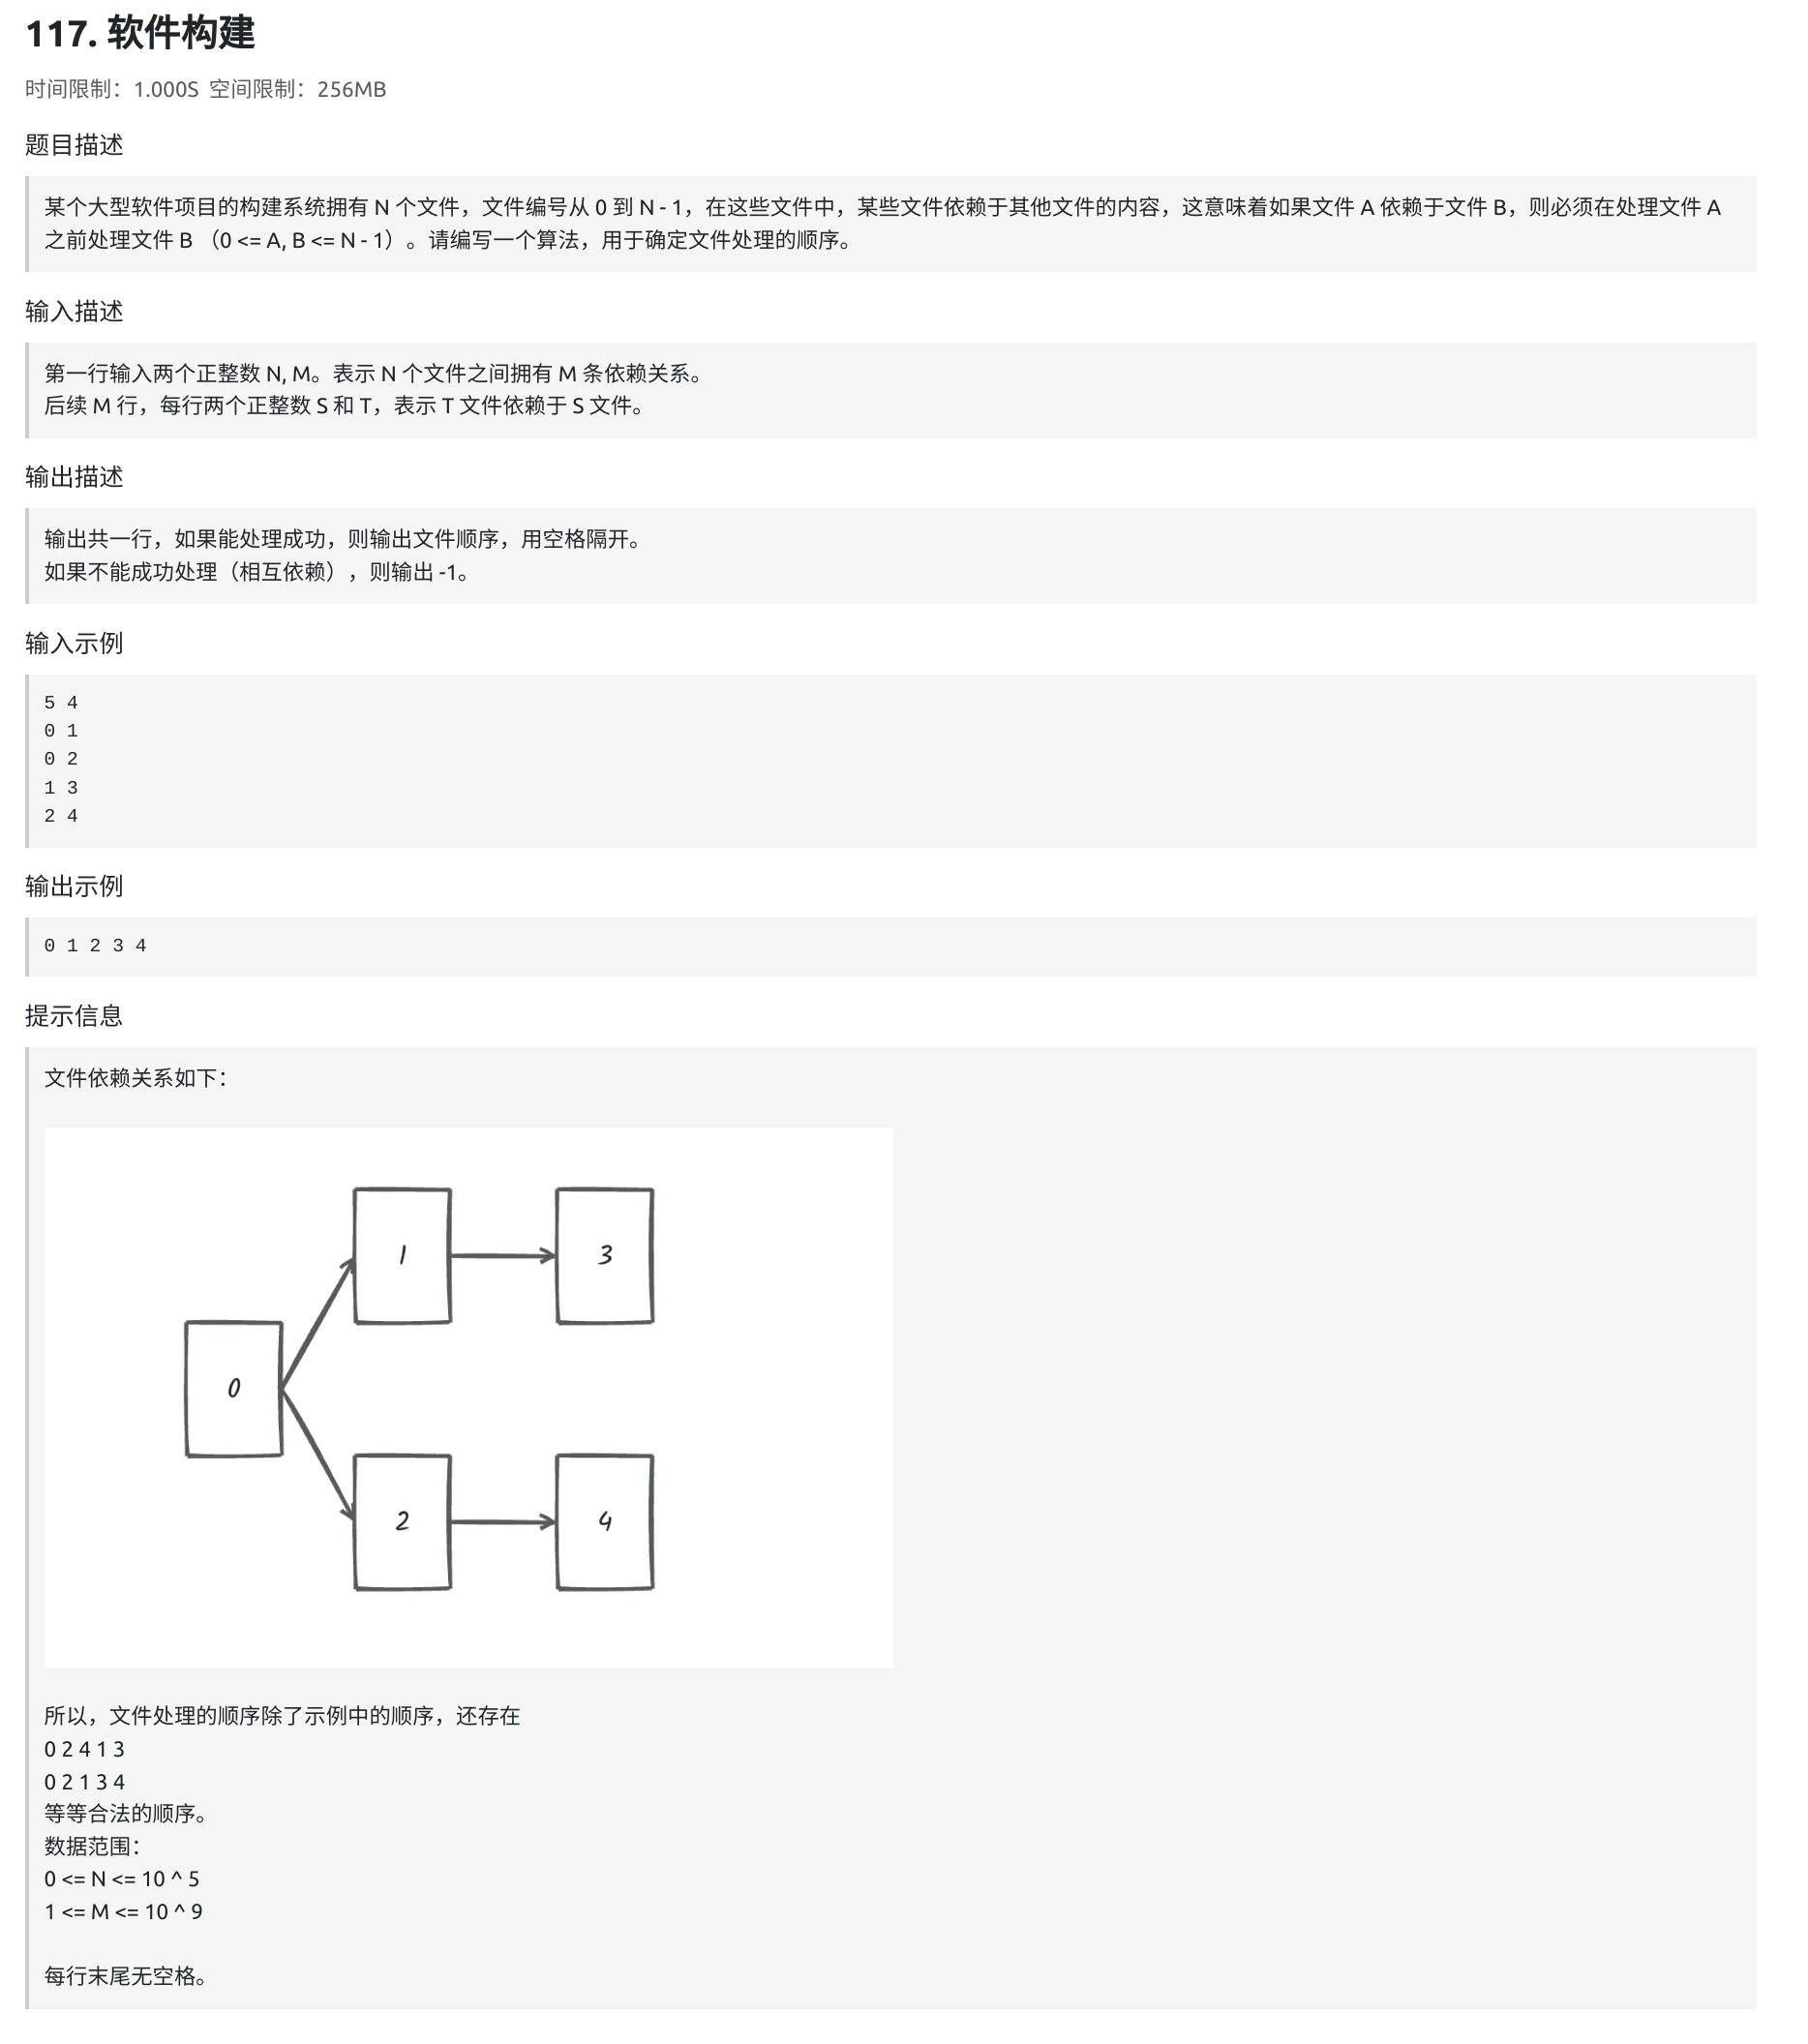 117. 软件构建
时间限制：1.000S 空间限制：256MB
题目描述
某个大型软件项目的构建系统拥有 N 个文件，文件编号从 0 到 N - 1，在这些文件中，某些文件依赖于其他文件的内容，这意味着如果文件 A 依赖于文件 B，则必须在处理文件 A
之前处理文件 B （0 <= A, B <= N - 1）。请编写一个算法，用于确定文件处理的顺序。
输入描述
第一行输入两个正整数 N, M。表示 N 个文件之间拥有 M 条依赖关系。
后续 M 行，每行两个正整数 S 和 T，表示 T 文件依赖于 S 文件。
输出描述
输出共一行，如果能处理成功，则输出文件顺序，用空格隔开。
如果不能成功处理（相互依赖），则输出 -1。
输入示例
5 4
0 1
0 2
1 3
2 4
输出示例
0 1 2 3 4
提示信息
文件依赖关系如下：
1
3
0
2
4
所以，文件处理的顺序除了示例中的顺序，还存在
0 2 4 1 3
0 2 1 3 4
等等合法的顺序。
数据范围：
0 <= N <= 10 ^ 5
1 <= M <= 10 ^ 9
每行末尾无空格。